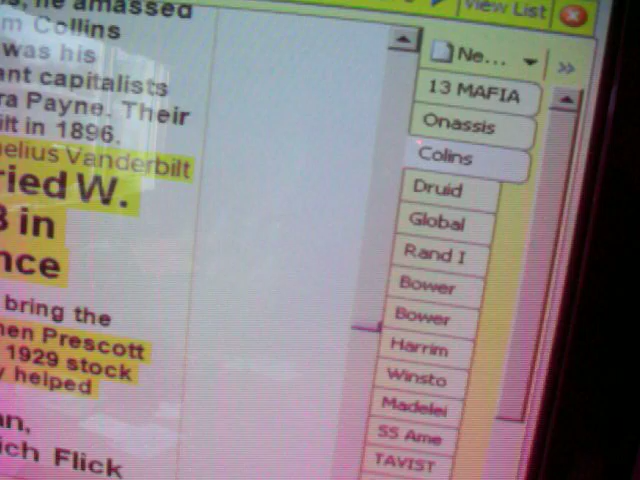 s, he amassed
m Collins
was his
ant capitalists
ra Payne. Their
ilt in 1896.
nelius Vanderbilt
ried W.
3 in
nce
bring the
hen Prescott
1929 stock
y helped
an,
ich Flick
View List
Ne...
13 MAFIA
Onassis
Colins
Druid
Global
Rand I
Bower
Bower
Harrim
Winsto
Madelei
SS Ame
TAVIST